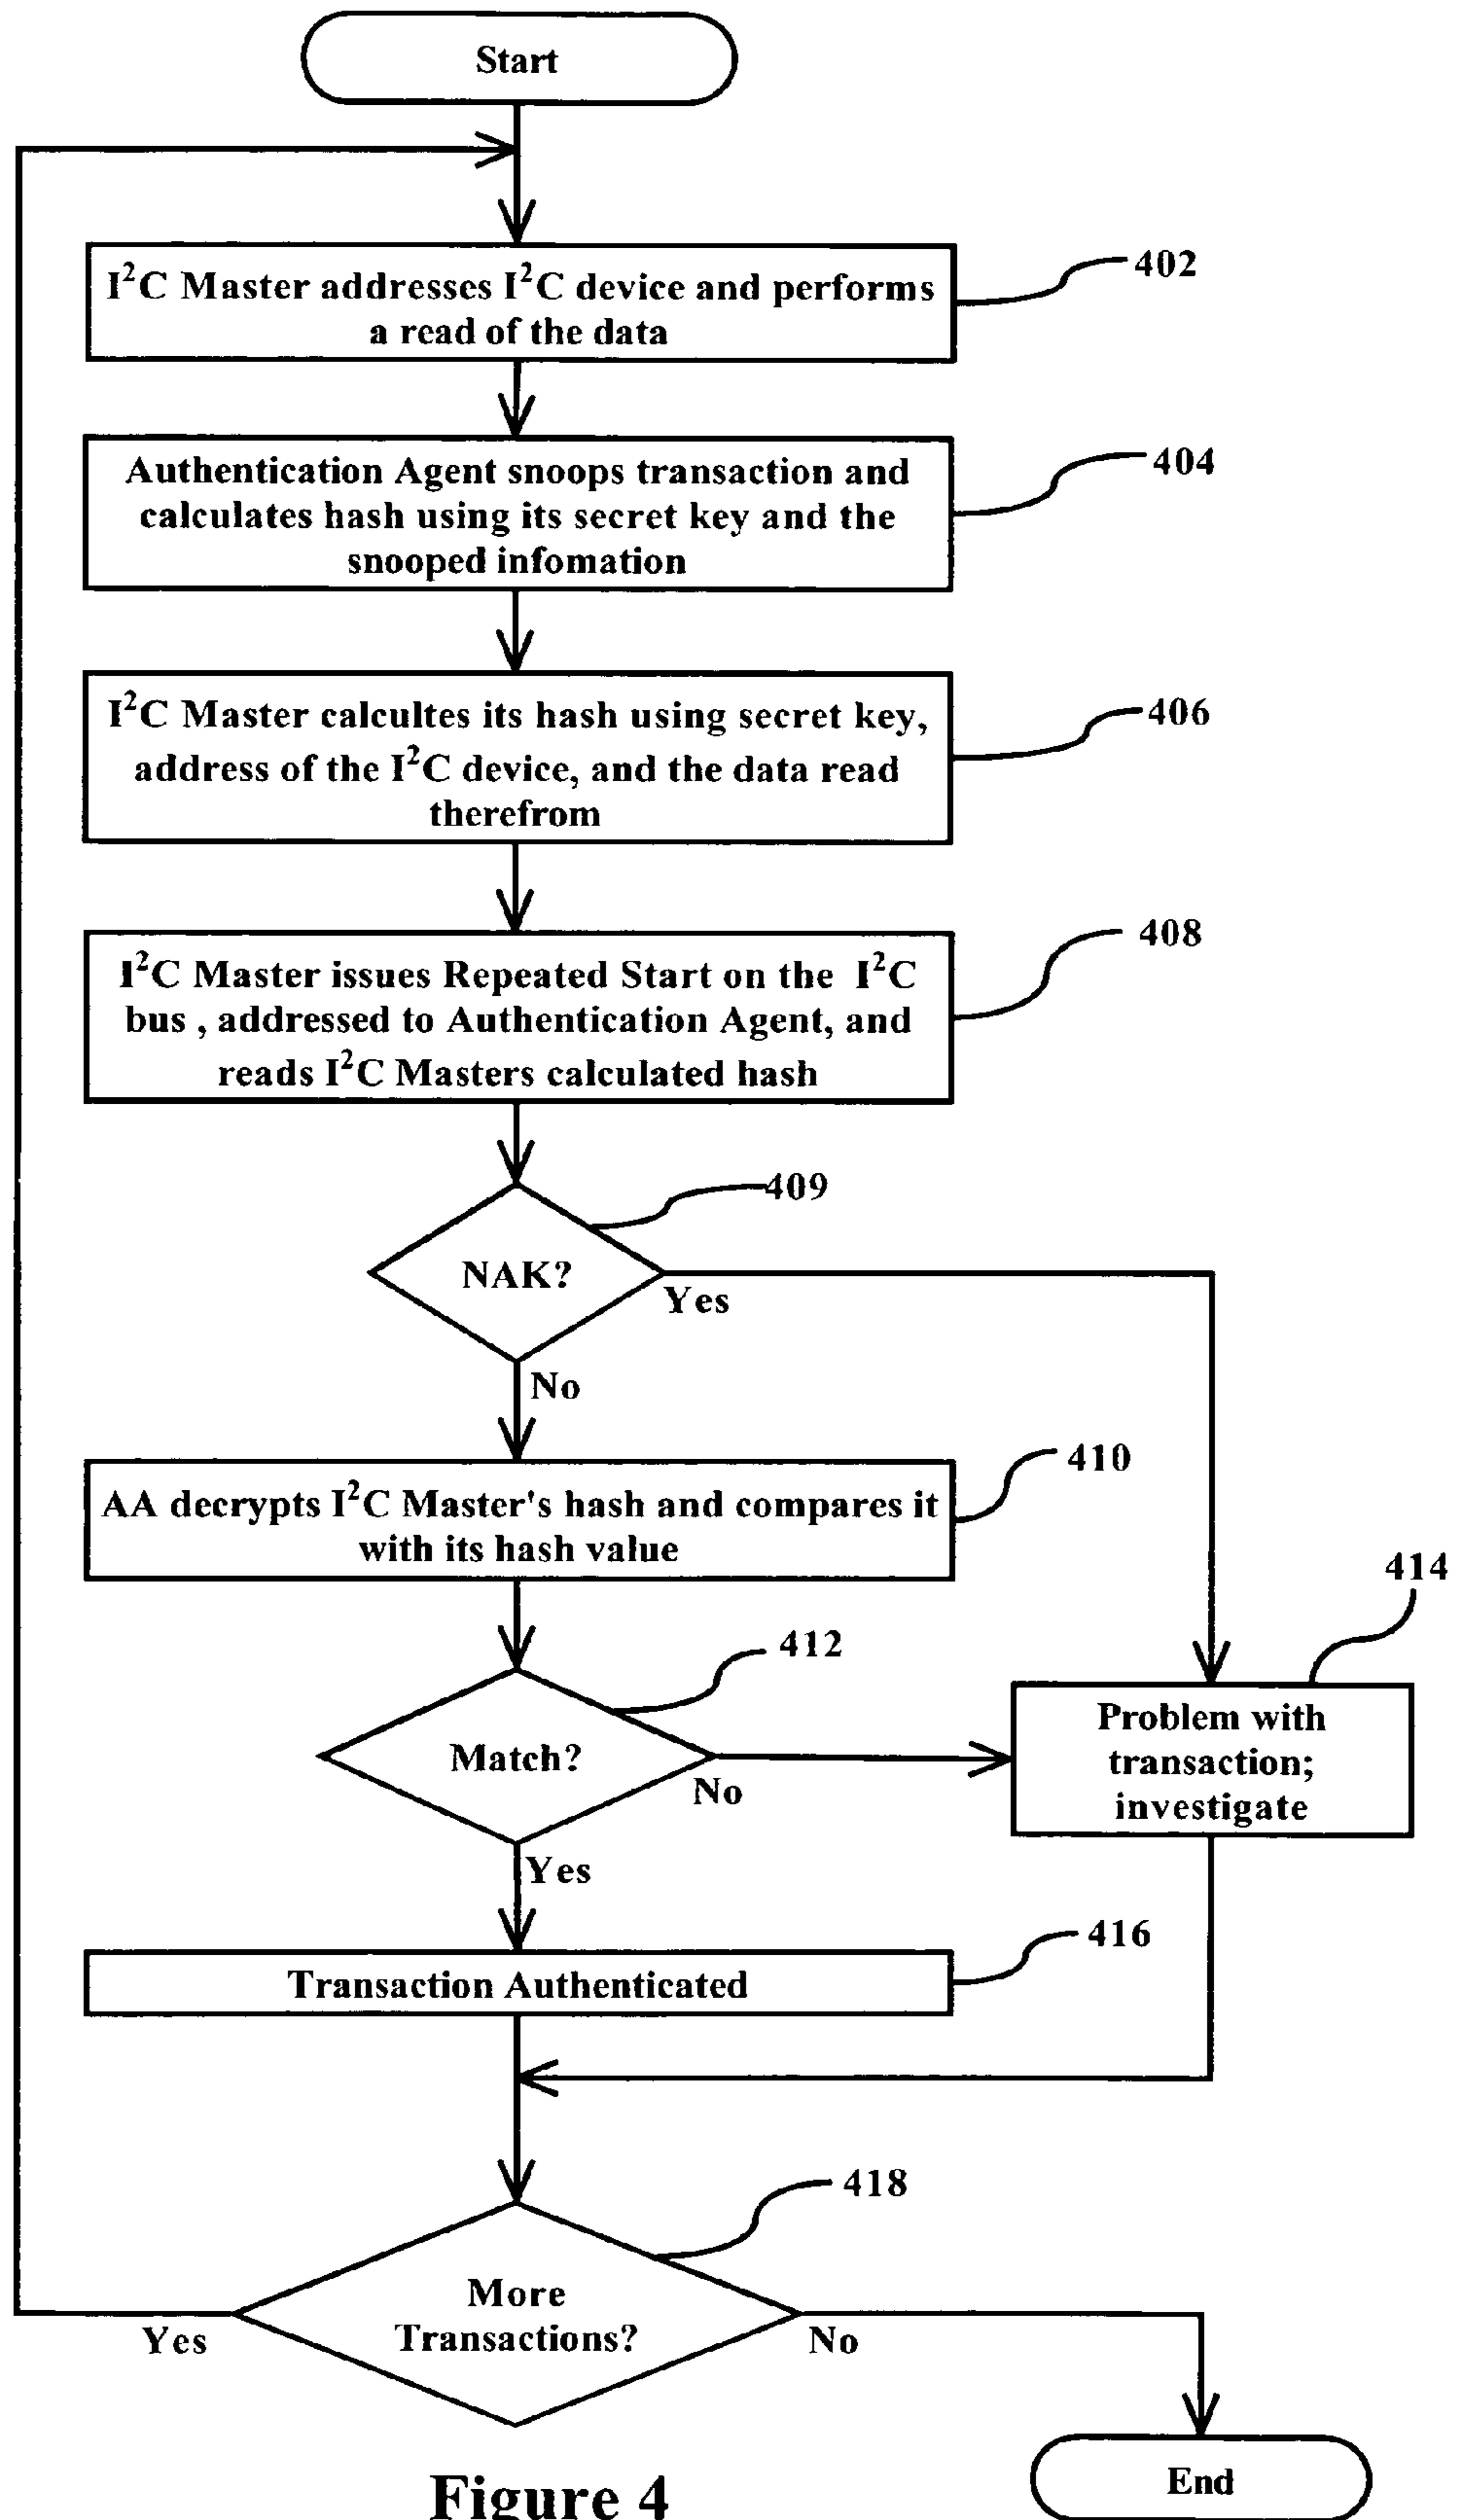 Start
I²C Master addresses I²C device and performs
a read of the data
402
Authentication Agent snoops transaction and
calculates hash using its secret key and the
snooped infomation
404
I²C Master calcultes its hash using secret key,
address of the I²C device, and the data read
therefrom
406
I²C Master issues Repeated Start on the I²C
bus , addressed to Authentication Agent, and
reads I²C Masters calculated hash
408
409
NAK?
Yes
No
AA decrypts I²C Master's hash and compares it
with its hash value
410
412
Match?
No
Yes
414
Problem with
transaction;
investigate
Transaction Authenticated
416
418
More
Transactions?
Yes
No
End
Figure 4